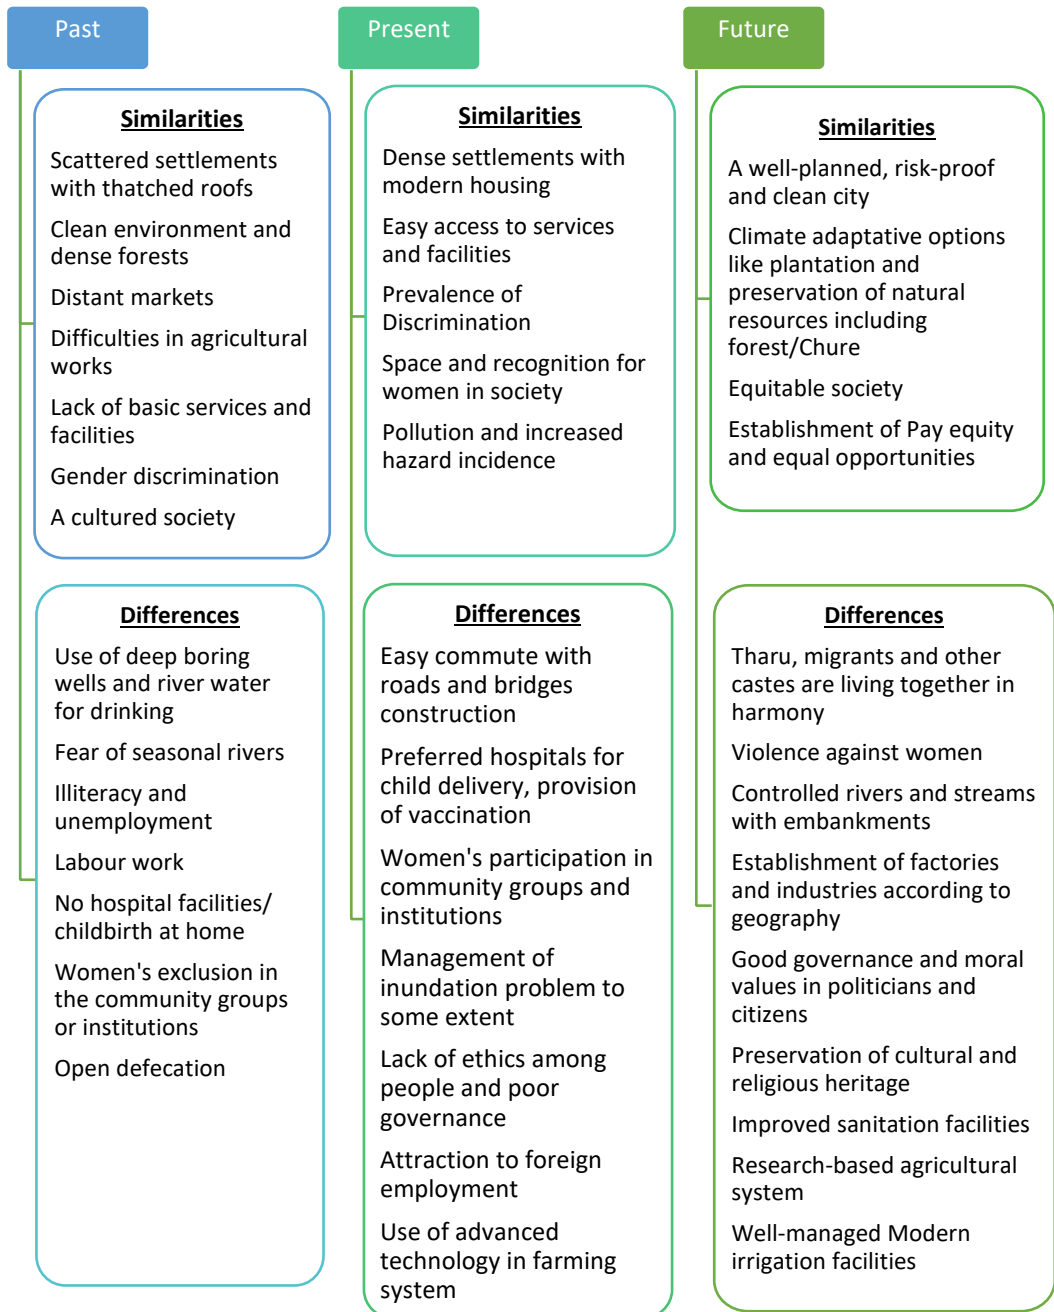 Past
Similarities
Scattered settlements
with thatched roofs
Clean environment and
dense forests
Distant markets
Difficulties in agricultural
works
Lack of basic services and
facilities
Gender discrimination
A cultured society
Differences
Use of deep boring
wells and river water
for drinking
Fear of seasonal rivers
Illiteracy and
unemployment
Labour work
No hospital facilities/
childbirth at home
Women's exclusion in
the community groups
or institutions
Open defecation
Present
Similarities
Dense settlements with
modern housing
Easy access to services
and facilities
Prevalence of
Discrimination
Space and recognition for
women in society
Pollution and increased
hazard incidence
Differences
Easy commute with
roads and bridges
construction
Preferred hospitals for
child delivery, provision
of vaccination
Women's participation in
community groups and
institutions
Management of
inundation problem to
some extent
Lack of ethics among
people and poor
governance
Attraction to foreign
employment
Use of advanced
technology in farming
system
Future
Similarities
A well-planned, risk-proof
and clean city
Climate adaptative options
like plantation and
preservation of natural
resources including
forest/Chure
Equitable society
Establishment of Pay equity
and equal opportunities
Differences
Tharu, migrants and other
castes are living together in
harmony
Violence against women
Controlled rivers and streams
with embankments
Establishment of factories
and industries according to
geography
Good governance and moral
values in politicians and
citizens
Preservation of cultural and
religious heritage
Improved sanitation facilities
Research-based agricultural
system
Well-managed Modern
irrigation facilities